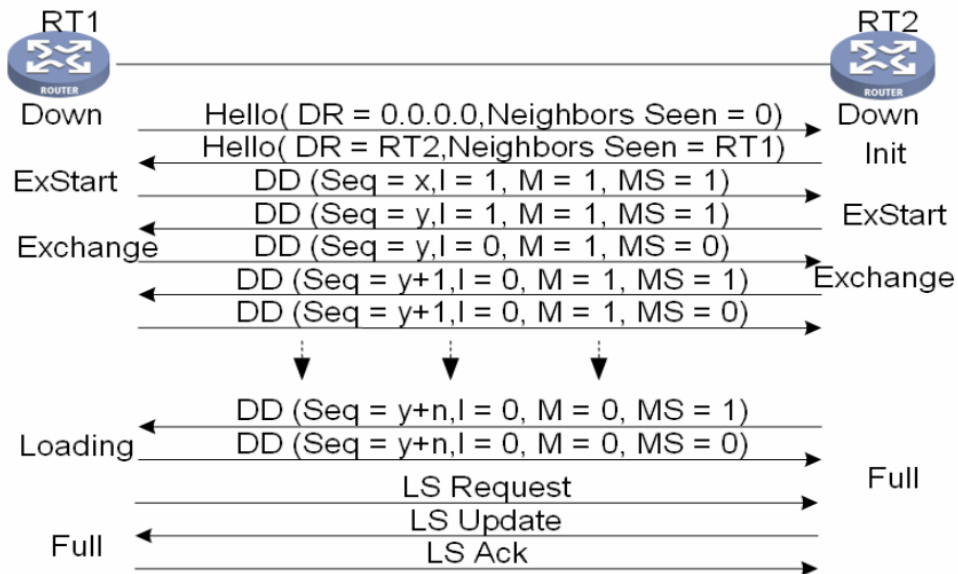 RT1 RT2
ROUTER ROUTER
Down Hello( DR = 0.0.0.0,Neighbors Seen = 0) Down
Hello( DR = RT2,Neighbors Seen = RT1) Init
ExStart DD (Seq = x,I = 1, M = 1, MS = 1)
DD (Seq = y,I = 1, M = 1, MS = 1) ExStart
Exchange DD (Seq = y,I = 0, M = 1, MS = 0)
DD (Seq = y+1,I = 0, M = 1, MS = 1) Exchange
DD (Seq = y+1,I = 0, M = 1, MS = 0)
DD (Seq = y+n,I = 0, M = 0, MS = 1)
Loading DD (Seq = y+n,I = 0, M = 0, MS = 0)
LS Request Full
LS Update
Full LS Ack